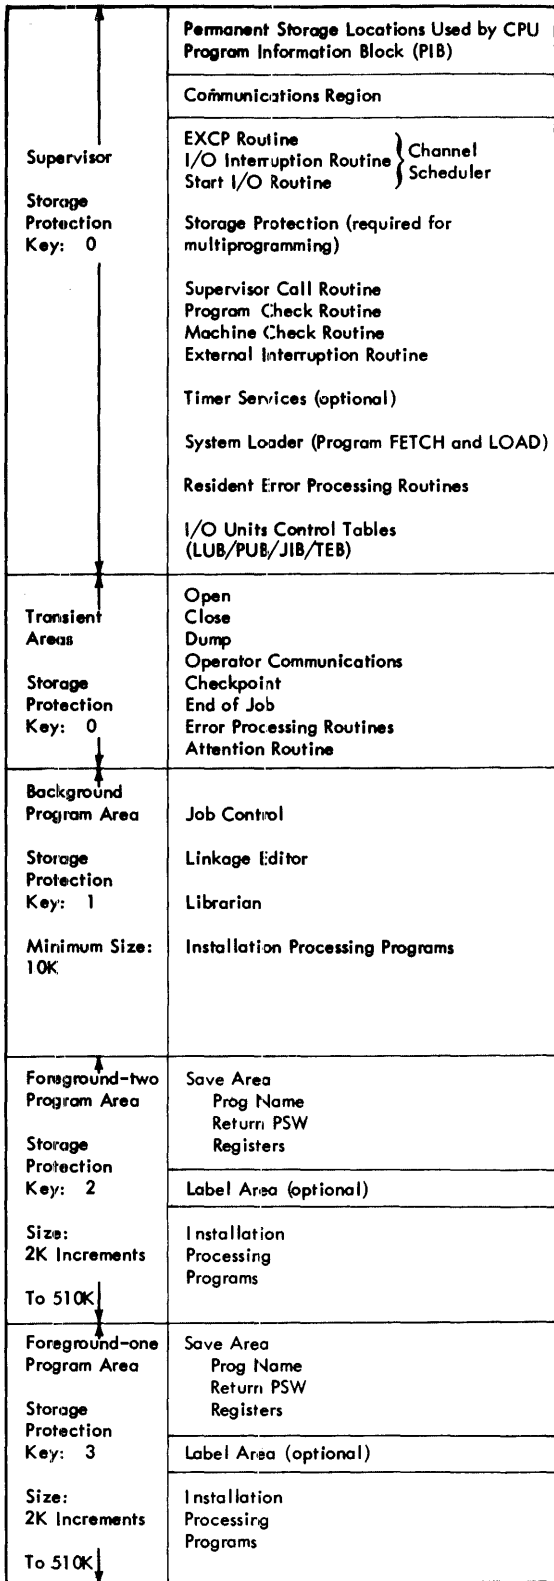 Permanent Storage Locations Used by CPU
Program Information Block (PIB)
Communications Region
Supervisor
Storage
Protection
Key: 0
EXCP Routine
I/O Interruption Routine
Start I/O Routine
Channel
Scheduler
Storage Protection (required for
multiprogramming)
Supervisor Call Routine
Program Check Routine
Machine Check Routine
External Interruption Routine
Timer Services (optional)
System Loader (Program FETCH and LOAD)
Resident Error Processing Routines
I/O Units Control Tables
(LUB/PUB/JIB/TEB)
Transient
Areas
Storage
Protection
Key: 0
Open
Close
Dump
Operator Communications
Checkpoint
End of Job
Error Processing Routines
Attention Routine
Background
Program Area
Storage
Protection
Key: 1
Minimum Size:
10K
Job Control
Linkage Editor
Librarian
Installation Processing Programs
Foreground-two
Program Area
Storage
Protection
Key: 2
Size:
2K Increments
To 510K
Save Area
Prog Name
Return PSW
Registers
Label Area (optional)
Installation
Processing
Programs
Foreground-one
Program Area
Storage
Protection
Key: 3
Size:
2K Increments
To 510K
Save Area
Prog Name
Return PSW
Registers
Label Area (optional)
Installation
Processing
Programs